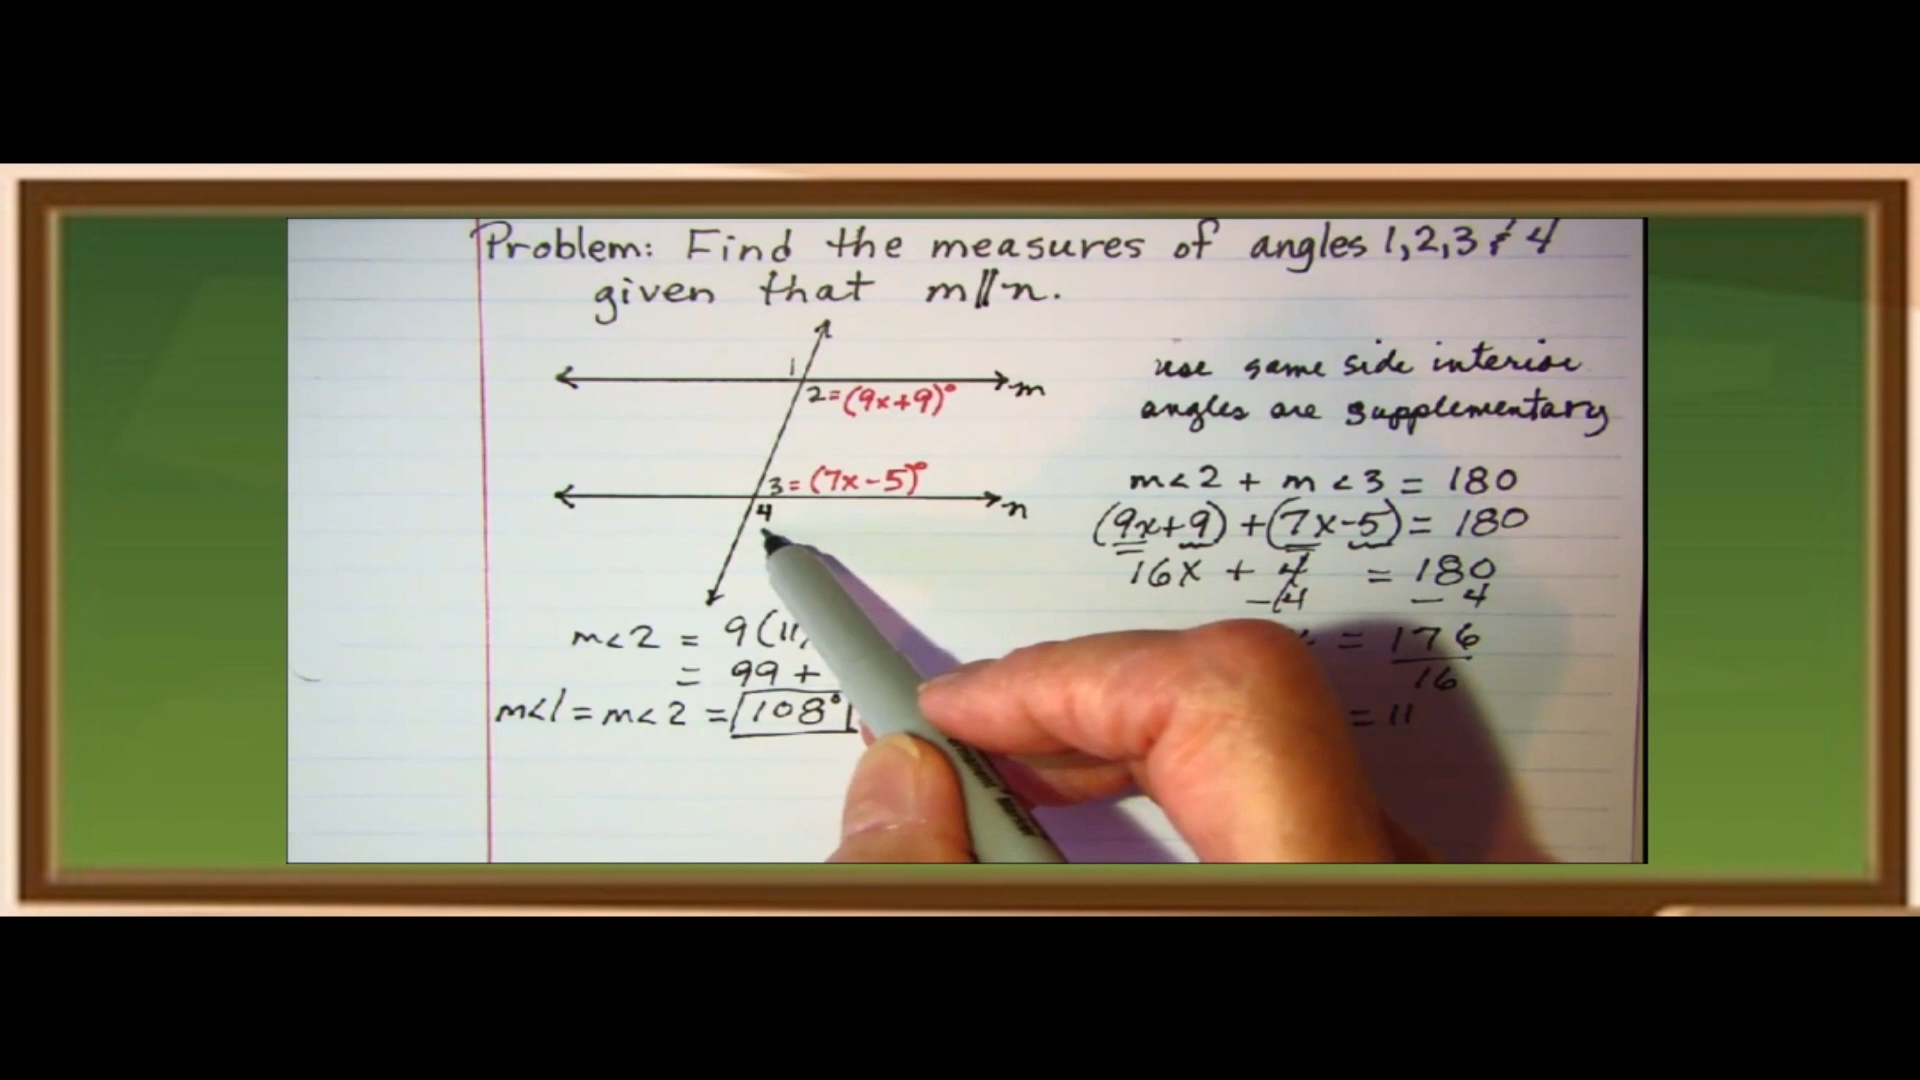 Problem: Find the measures of angles 1, 2, 3 & 4
given that m∥n.
1
m
2 = (9x+9)°
3 = (7x-5)°
n
4
use same side interior
angles are supplementary
m<2 + m<3 = 180
(9x+9) + (7x-5) = 180
16x + 4 = 180
-4 - 4
= 176
16
= 11
m<2 = 9(11)
= 99 +
m<1 = m<2 = 108°